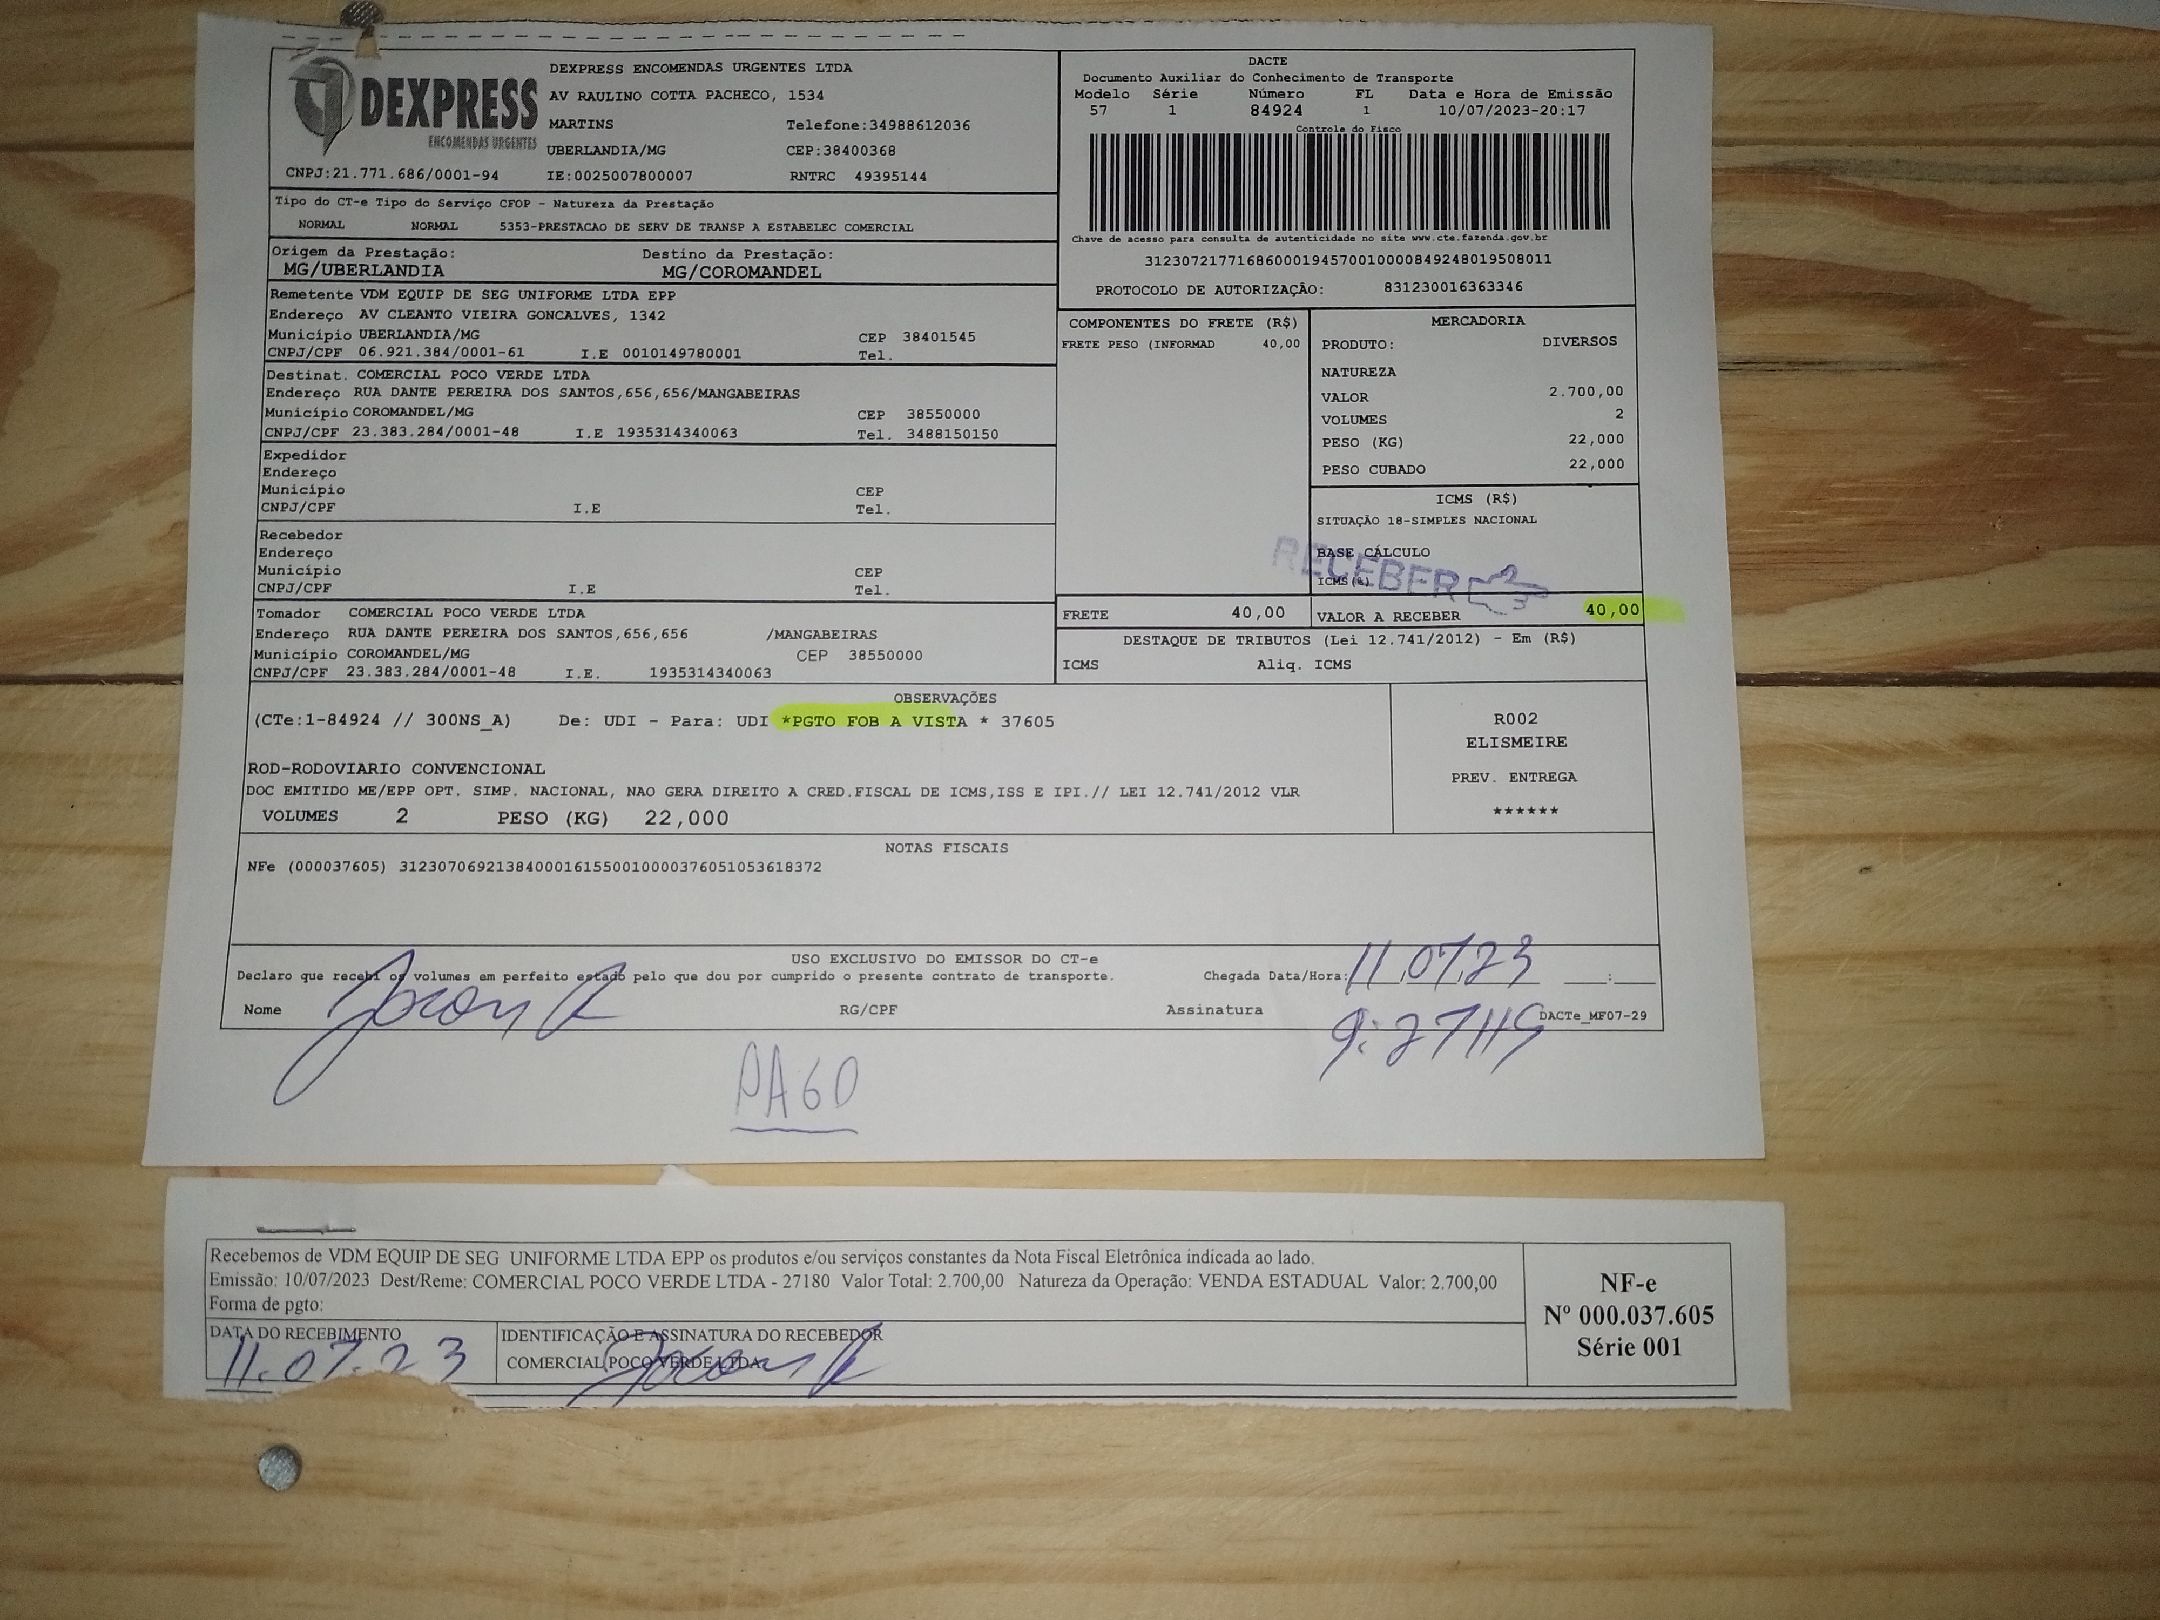 DEXPRESS
ENCOMENDAS URGENTES
DEXPRESS ENCOMENDAS URGENTES LTDA
AV RAULINO COTTA PACHECO, 1534
MARTINS Telefone:34988612036
UBERLANDIA/MG CEP:38400368
CNPJ:21.771.686/0001-94 IE:0025007800007 RNTRC 49395144
DACTE
Documento Auxiliar do Conhecimento de Transporte
Modelo Série Número FL Data e Hora de Emissão
57 1 84924 1 10/07/2023-20:17
Controle do Fisco
Chave de acesso para consulta de autenticidade no site www.cte.fazenda.gov.br
31230721771686000194570010000849248019508011
PROTOCOLO DE AUTORIZAÇÃO: 831230016363346
Tipo do CT-e Tipo do Serviço CFOP - Natureza da Prestação
NORMAL NORMAL 5353-PRESTACAO DE SERV DE TRANSP A ESTABELEC COMERCIAL
Origem da Prestação: Destino da Prestação:
MG/UBERLANDIA MG/COROMANDEL
Remetente VDM EQUIP DE SEG UNIFORME LTDA EPP
Endereço AV CLEANTO VIEIRA GONCALVES, 1342
Município UBERLANDIA/MG CEP 38401545
CNPJ/CPF 06.921.384/0001-61 I.E 0010149780001 Tel.
Destinat. COMERCIAL POCO VERDE LTDA
Endereço RUA DANTE PEREIRA DOS SANTOS,656,656/MANGABEIRAS
Município COROMANDEL/MG CEP 38550000
CNPJ/CPF 23.383.284/0001-48 I.E 1935314340063 Tel. 3488150150
Expedidor
Endereço
Município CEP
CNPJ/CPF I.E Tel.
Recebedor
Endereço
Município CEP
CNPJ/CPF I.E Tel.
Tomador COMERCIAL POCO VERDE LTDA
Endereço RUA DANTE PEREIRA DOS SANTOS,656,656 /MANGABEIRAS
Município COROMANDEL/MG CEP 38550000
CNPJ/CPF 23.383.284/0001-48 I.E. 1935314340063
COMPONENTES DO FRETE (R$)
FRETE PESO (INFORMAD 40,00
MERCADORIA
PRODUTO: DIVERSOS
NATUREZA
VALOR 2.700,00
VOLUMES 2
PESO (KG) 22,000
PESO CUBADO 22,000
ICMS (R$)
SITUAÇÃO 18-SIMPLES NACIONAL
BASE CÁLCULO
ICMS(%)
RECEBER
FRETE 40,00 VALOR A RECEBER 40,00
DESTAQUE DE TRIBUTOS (Lei 12.741/2012) - Em (R$)
ICMS Aliq. ICMS
OBSERVAÇÕES
(CTe:1-84924 // 300NS_A) De: UDI - Para: UDI *PGTO FOB A VISTA * 37605
ROD-RODOVIARIO CONVENCIONAL
DOC EMITIDO ME/EPP OPT. SIMP. NACIONAL, NAO GERA DIREITO A CRED.FISCAL DE ICMS,ISS E IPI.// LEI 12.741/2012 VLR
VOLUMES 2 PESO (KG) 22,000
R002
ELISMEIRE
PREV. ENTREGA
******
NOTAS FISCAIS
NFe (000037605) 31230706921384000161550010000376051053618372
USO EXCLUSIVO DO EMISSOR DO CT-e
Declaro que recebi os volumes em perfeito estado pelo que dou por cumprido o presente contrato de transporte. Chegada Data/Hora: 11.07.23
Nome RG/CPF Assinatura DACTe_MF07-29
9:27HS
PAGO
Recebemos de VDM EQUIP DE SEG UNIFORME LTDA EPP os produtos e/ou serviços constantes da Nota Fiscal Eletrônica indicada ao lado.
Emissão: 10/07/2023 Dest/Reme: COMERCIAL POCO VERDE LTDA - 27180 Valor Total: 2.700,00 Natureza da Operação: VENDA ESTADUAL Valor: 2.700,00
Forma de pgto:
DATA DO RECEBIMENTO IDENTIFICAÇÃO E ASSINATURA DO RECEBEDOR
11.07.23 COMERCIAL POCO VERDE LTDA
NF-e
Nº 000.037.605
Série 001